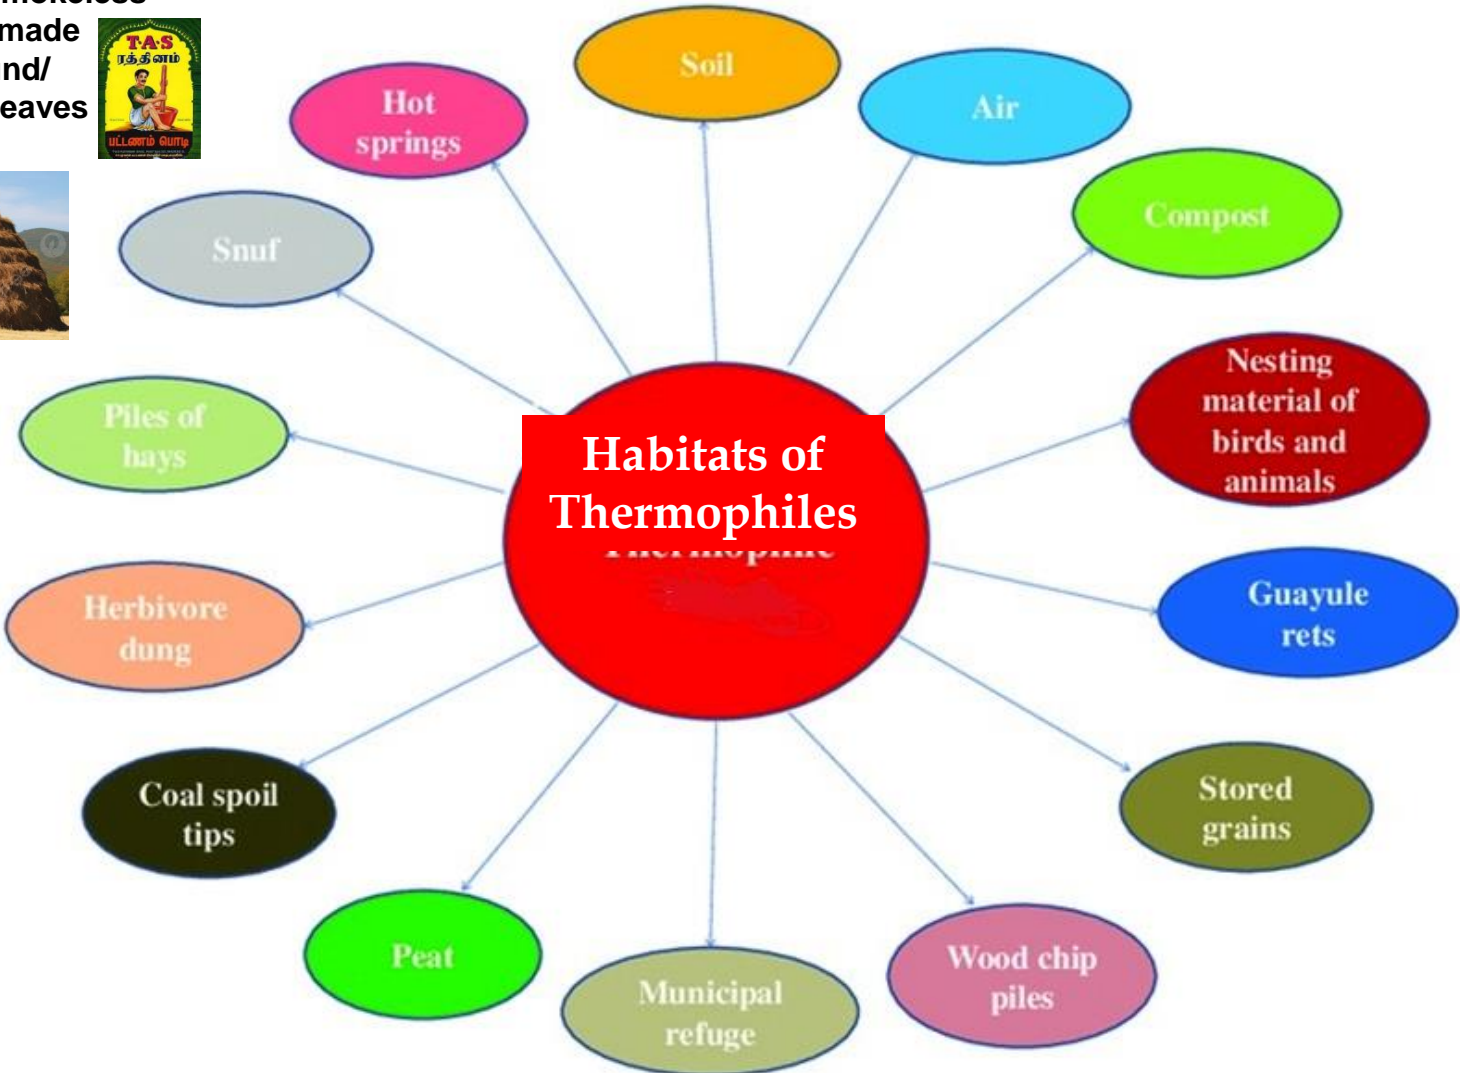 made
und/
eaves
T·A·S
ரத்தினம்
பட்டணம் பொடி
Soil
Air
Hot
springs
Compost
Snuf
Nesting
material of
birds and
animals
Piles of
hays
Habitats of
Thermophiles
Guayule
rets
Herbivore
dung
Stored
grains
Coal spoil
tips
Peat
Municipal
refuge
Wood chip
piles